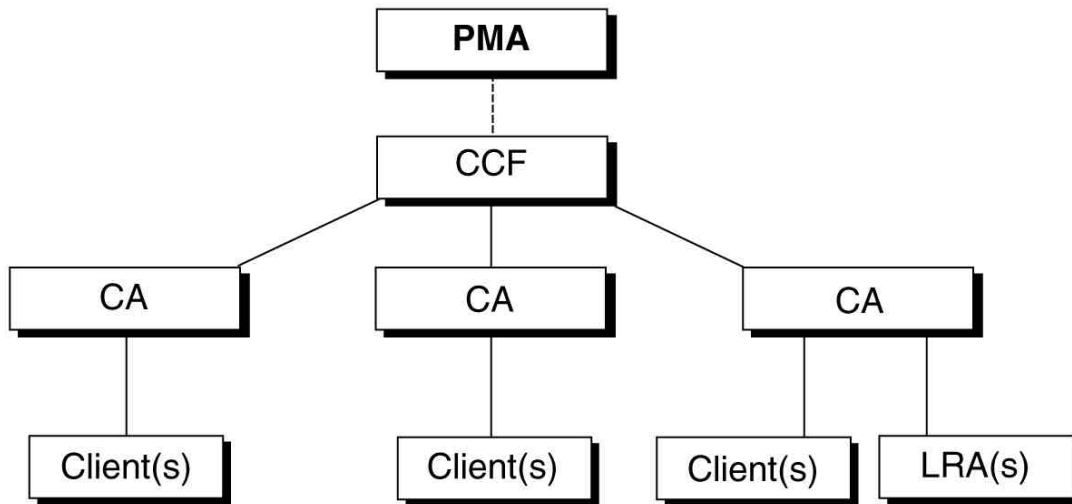 PMA
CCF
CA
CA
CA
Client(s)
Client(s)
Client(s)
LRA(s)